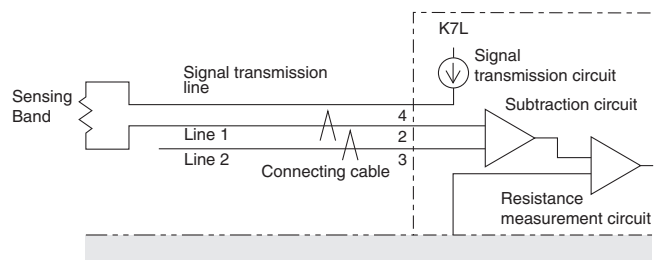 K7L
Signal
transmission circuit
Signal transmission
line
Sensing
Band
Subtraction circuit
4
Line 1
2
Line 2
3
Connecting cable
Resistance
measurement circuit